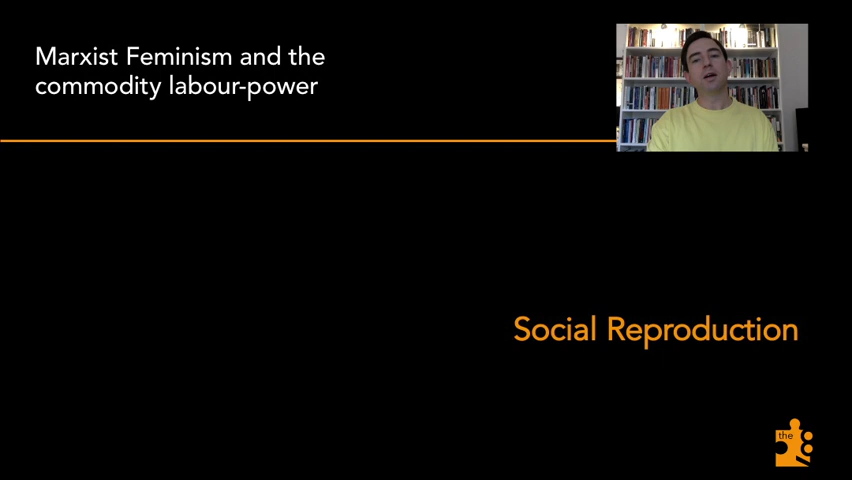 Marxist Feminism and the
commodity labour-power
Social Reproduction
the